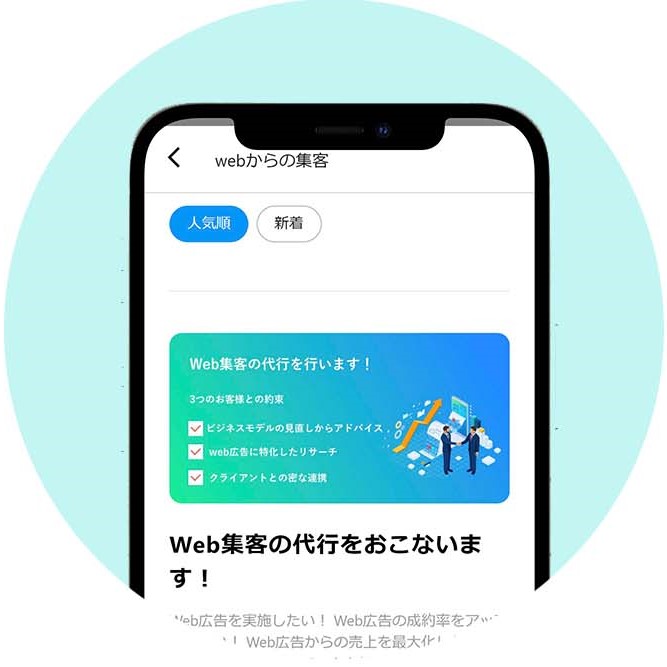 webからの集客
人気順 新着
Web集客の代行を行います！
3つのお客様との約束
ビジネスモデルの見直しからアドバイス
web広告に特化したリサーチ
クライアントとの密な連携
Web集客の代行をおこないま
す！
Web広告を実施したい！ Web広告の成約率をアッ
！ Web広告からの売上を最大化し